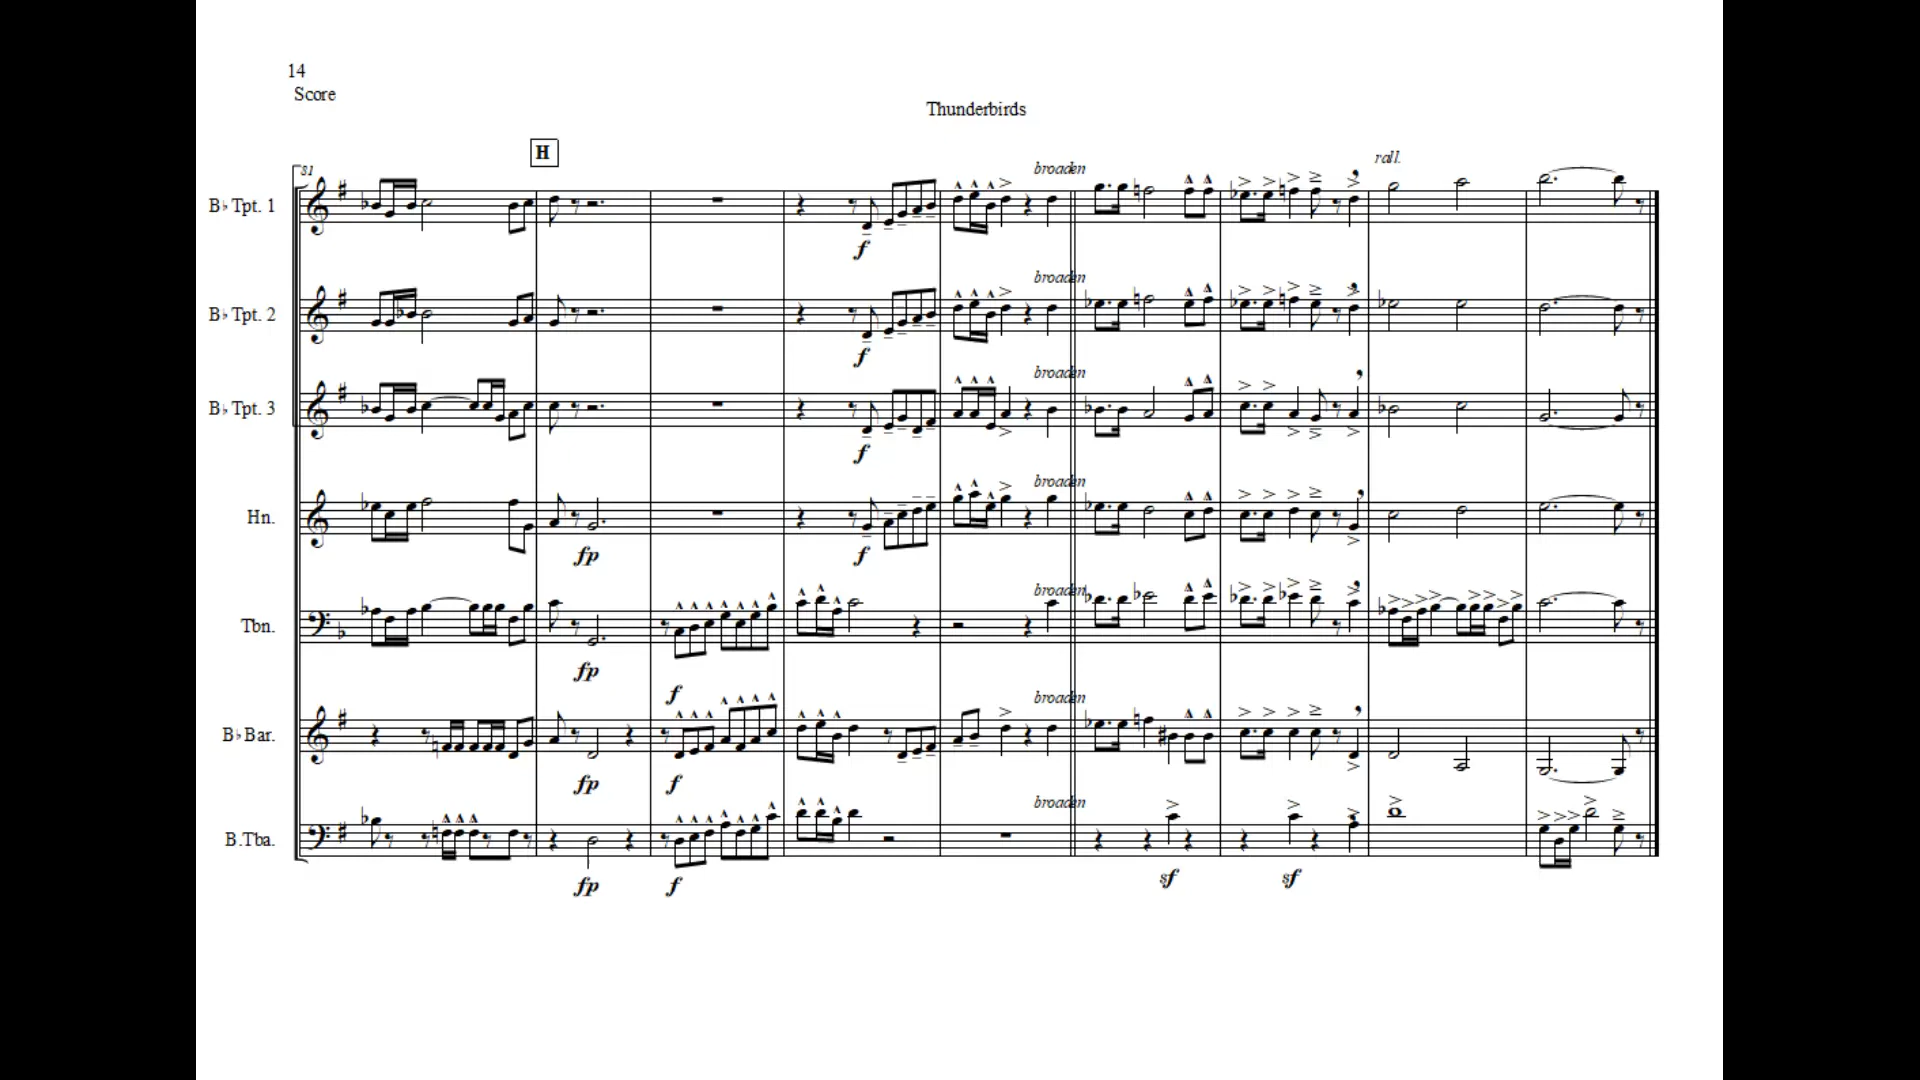 14
Score
Thunderbirds
H
81
broaden
rall.
B♭ Tpt. 1
f
broaden
B♭ Tpt. 2
f
broaden
B♭ Tpt. 3
f
broaden
Hn.
fp
f
broaden
Tbn.
fp
f
broaden
B♭ Bar.
fp
f
broaden
B.Tba.
fp
f
sf
sf